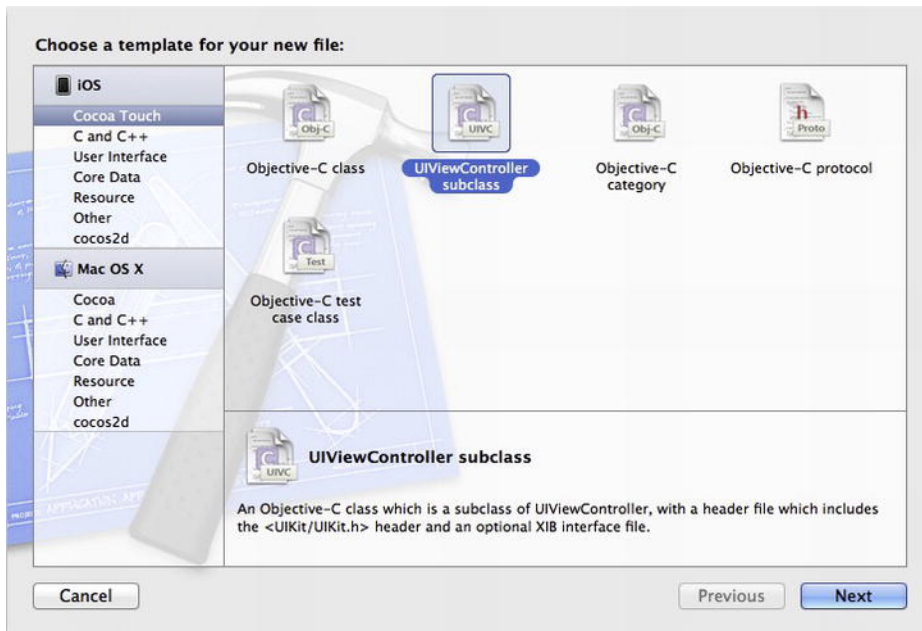 Choose a template for your new file:
iOS
Cocoa Touch
C and C++
User Interface
Core Data
Resource
Other
cocos2d
Mac OS X
Cocoa
C and C++
User Interface
Core Data
Resource
Other
cocos2d
Obj-C
Objective-C class
UIVC
UIViewController
subclass
Obj-C
Objective-C
category
h
Proto
Objective-C protocol
Test
Objective-C test
case class
C
UIVC
UIViewController subclass
An Objective-C class which is a subclass of UIViewController, with a header file which includes
the <UIKit/UIKit.h> header and an optional XIB interface file.
Cancel
Previous
Next